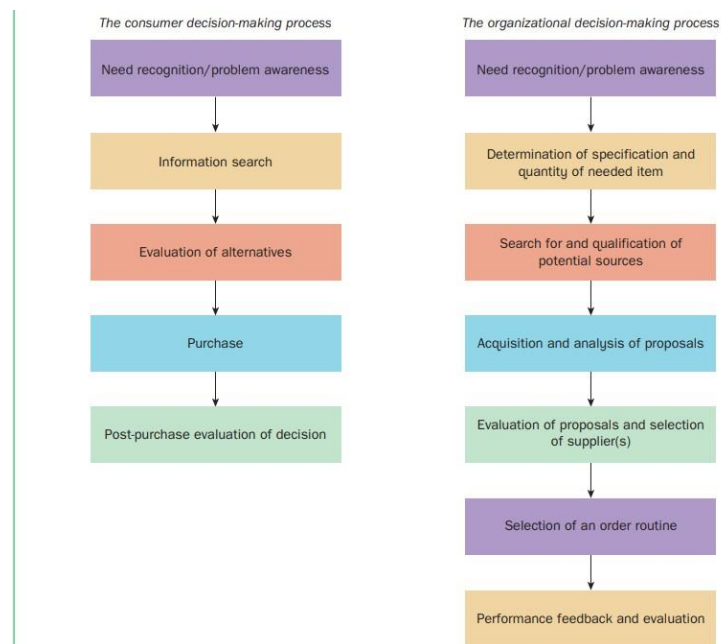 The consumer decision-making process
Need recognition/problem awareness
Information search
Evaluation of alternatives
Purchase
Post-purchase evaluation of decision
The organizational decision-making process
Need recognition/problem awareness
Determination of specification and
quantity of needed item
Search for and qualification of
potential sources
Acquisition and analysis of proposals
Evaluation of proposals and selection
of supplier(s)
Selection of an order routine
Performance feedback and evaluation